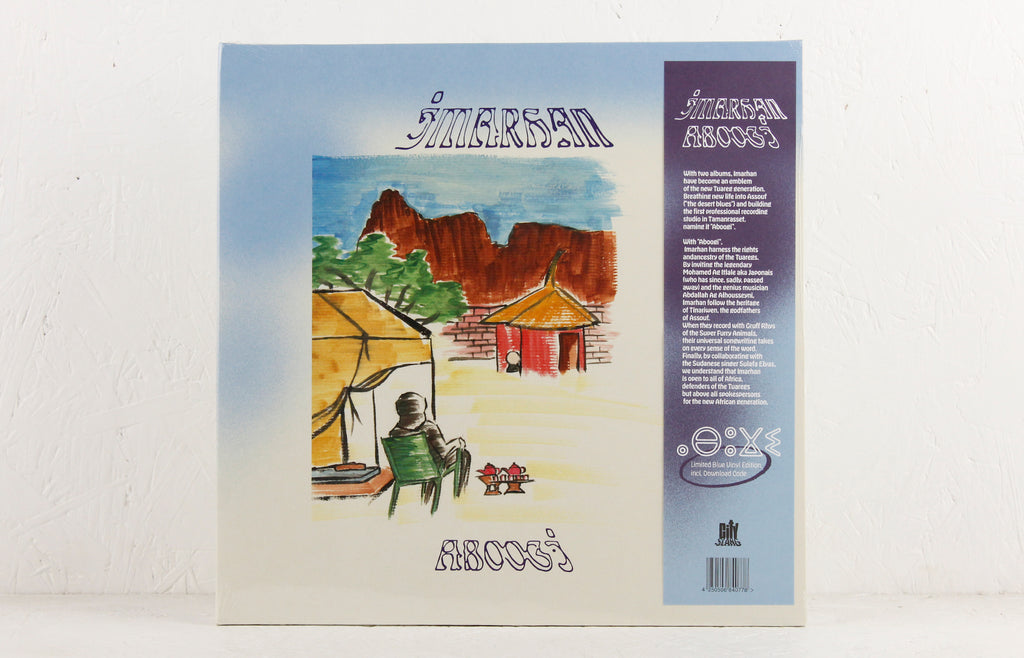 IMARHAN
ABOOGI
IMARHAN
ABOOGI
With two albums, Imarhan
have become an emblem
of the new Tuareg generation.
Breathing new life into Assouf
("the desert blues") and building
the first professional recording
studio in Tamanrasset,
naming it "Aboogi".
With "Aboogi",
Imarhan harness the rights
andancestry of the Tuaregs.
By inviting the legendary
Mohamed Ag Itlale aka Japonais
(who has since, sadly, passed
away) and the genius musician
Abdallah Ag Alhousseyni,
Imarhan follow the heritage
of Tinariwen, the godfathers
of Assouf.
When they record with Gruff Rhys
of the Super Furry Animals,
their universal songwriting takes
on every sense of the word.
Finally, by collaborating with
the Sudanese singer Sulafa Elyas,
we understand that Imarhan
is open to all of Africa,
defenders of the Tuaregs
but above all spokespersons
for the new African generation.
ⴰⴱⵓⴳⵉ
Limited Blue Vinyl Edition
incl. Download Code
City
SLANG
4 250506 840778 >